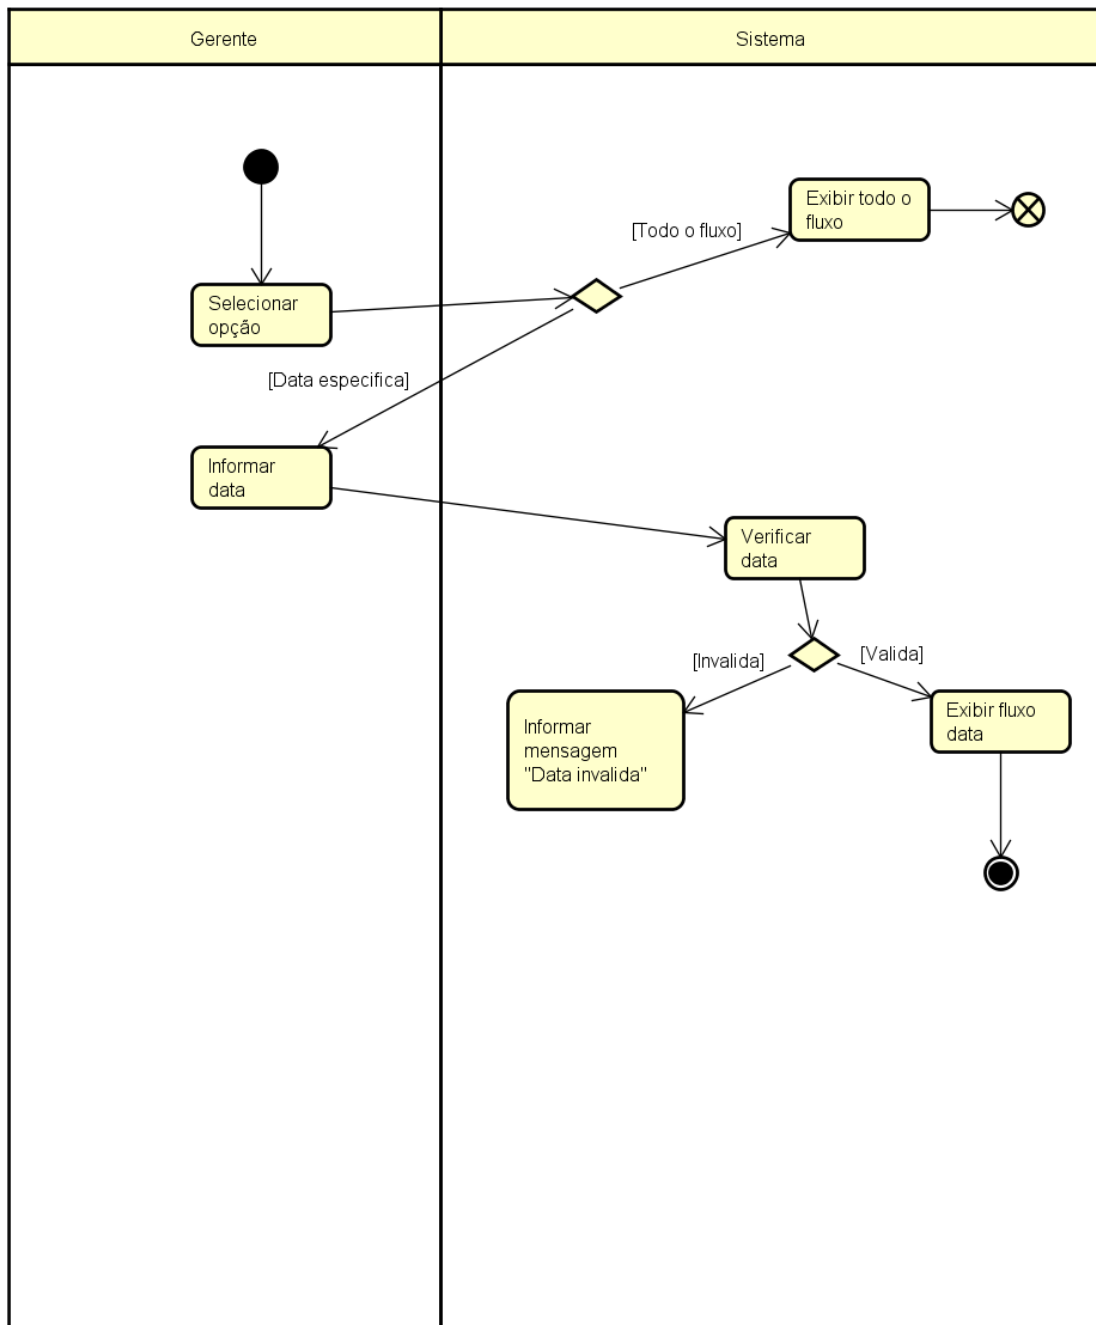 Gerente
Sistema
Exibir todo o
fluxo
[Todo o fluxo]
Selecionar
opção
[Data especifica]
Informar
data
Verificar
data
[Invalida]
[Valida]
Informar
mensagem
"Data invalida"
Exibir fluxo
data